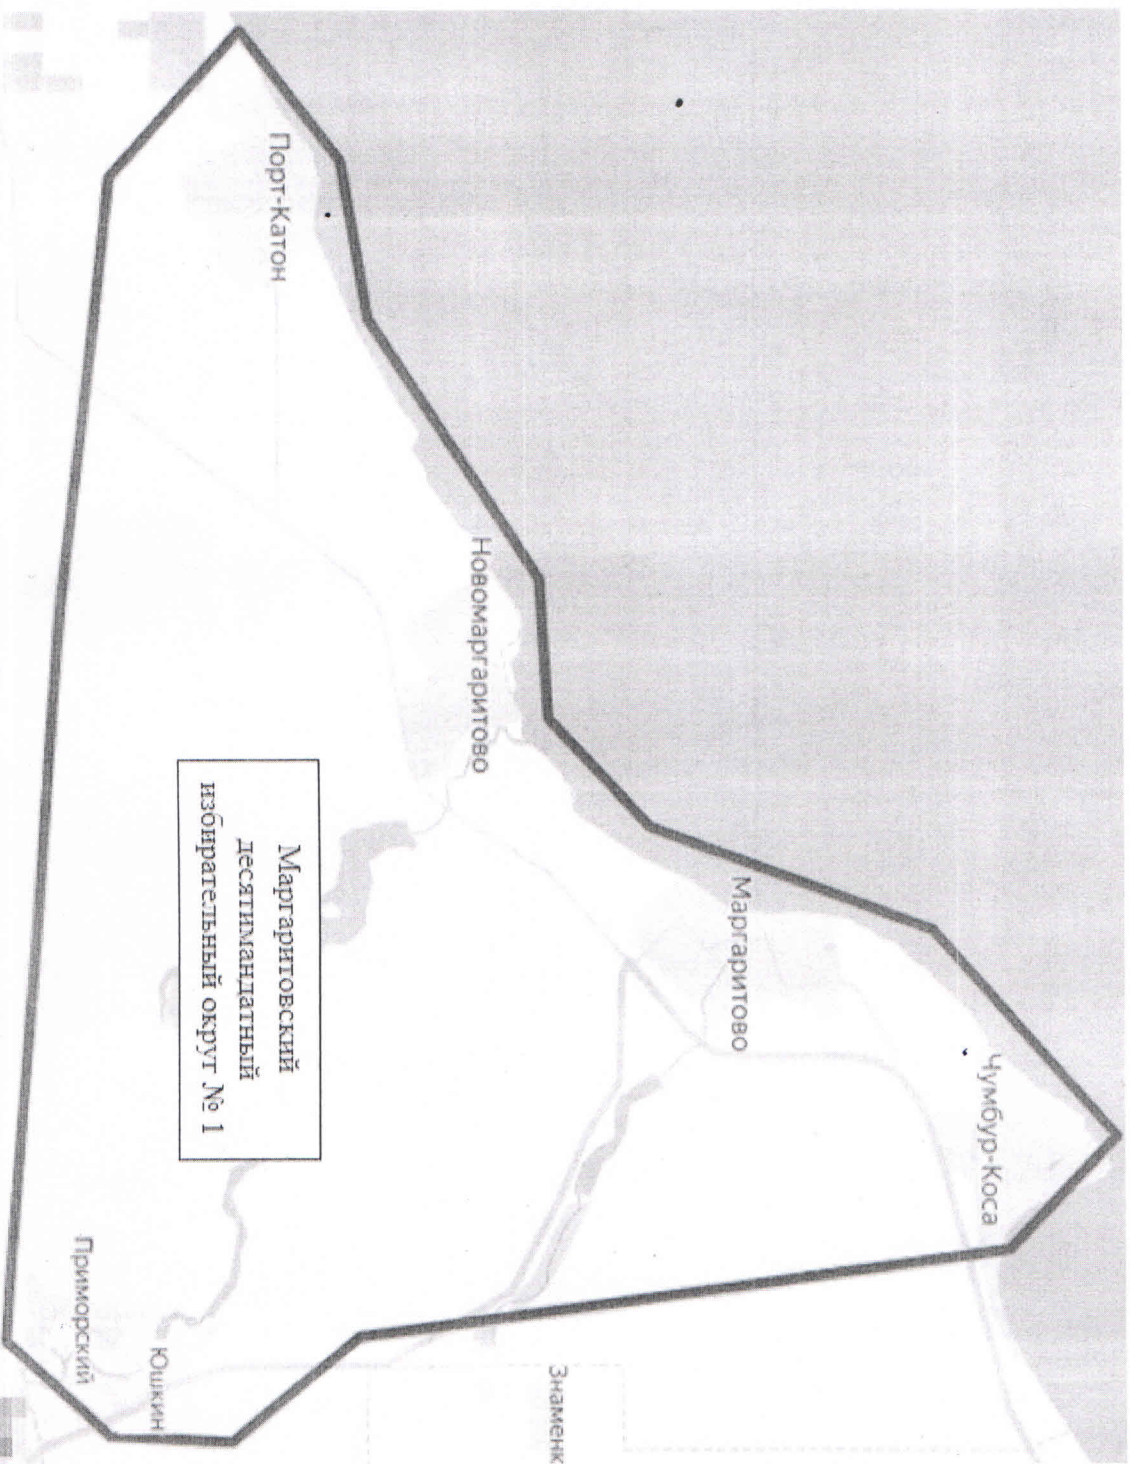 Чумбур-Коса
Маргаритово
Знаменк
Новомаргаритово
Порт-Катон
Маргаритовский
десятимандатный
избирательный округ № 1
Юшкин
Приморский